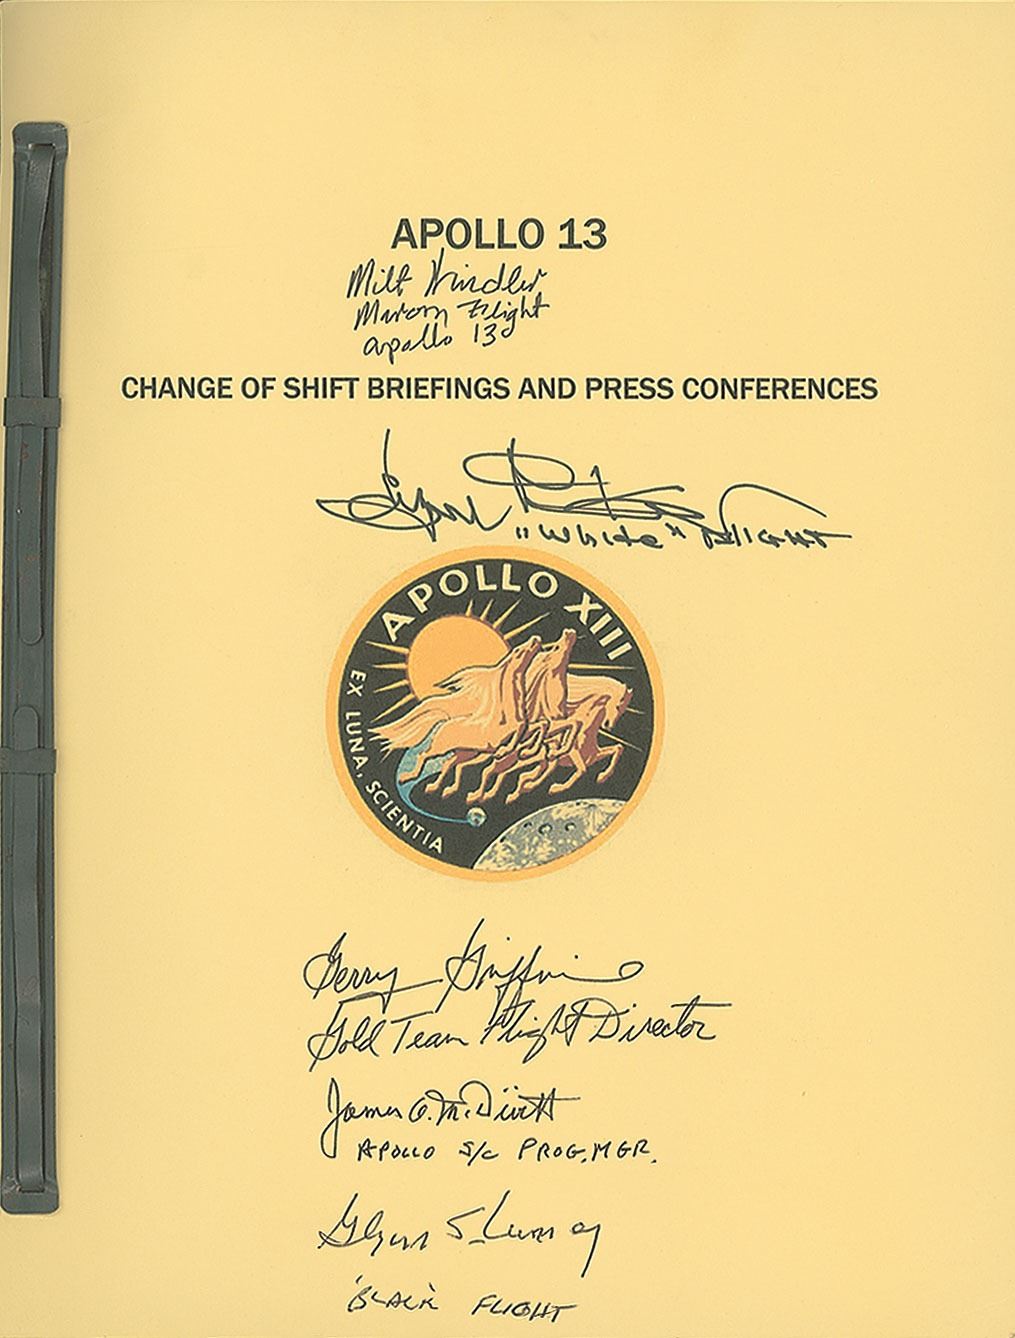 APOLLO 13
Milt Windler
Maroon Flight
Apollo 13
CHANGE OF SHIFT BRIEFINGS AND PRESS CONFERENCES
"White" FLIGHT
APOLLO XIII
EX LUNA, SCIENTIA
Gerry Griffin
Gold Team Flight Director
James A. McDivitt
APOLLO S/C PROG. MGR.
Glynn S. Lunney
'BLACK' FLIGHT